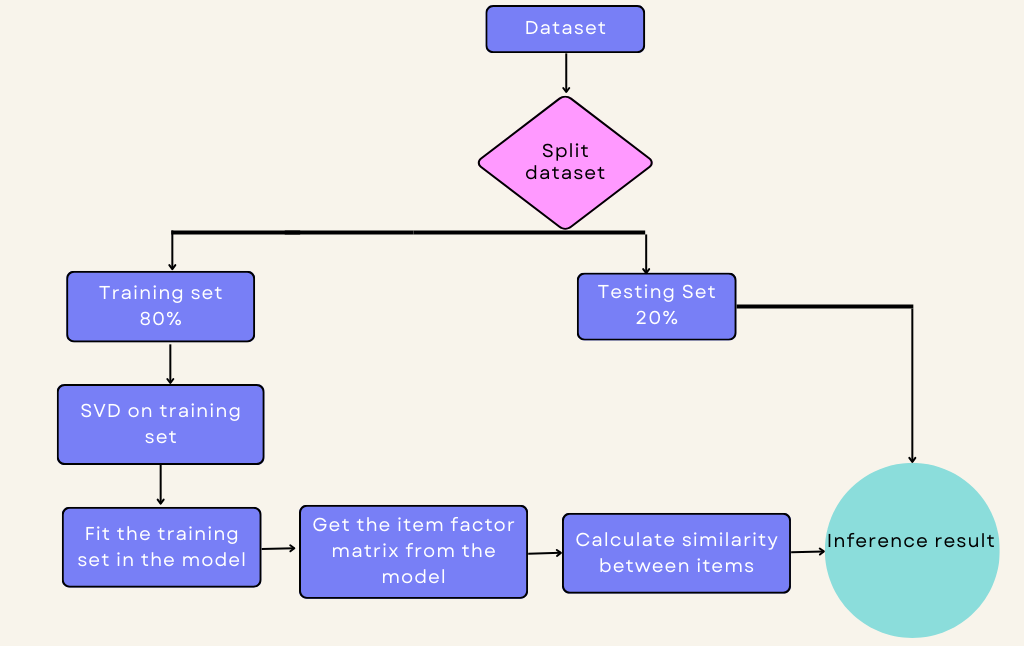 Dataset
Split
dataset
Training set
80%
Testing Set
20%
SVD on training
set
Fit the training
set in the model
Get the item factor
matrix from the
model
Calculate similarity
between items
Inference result